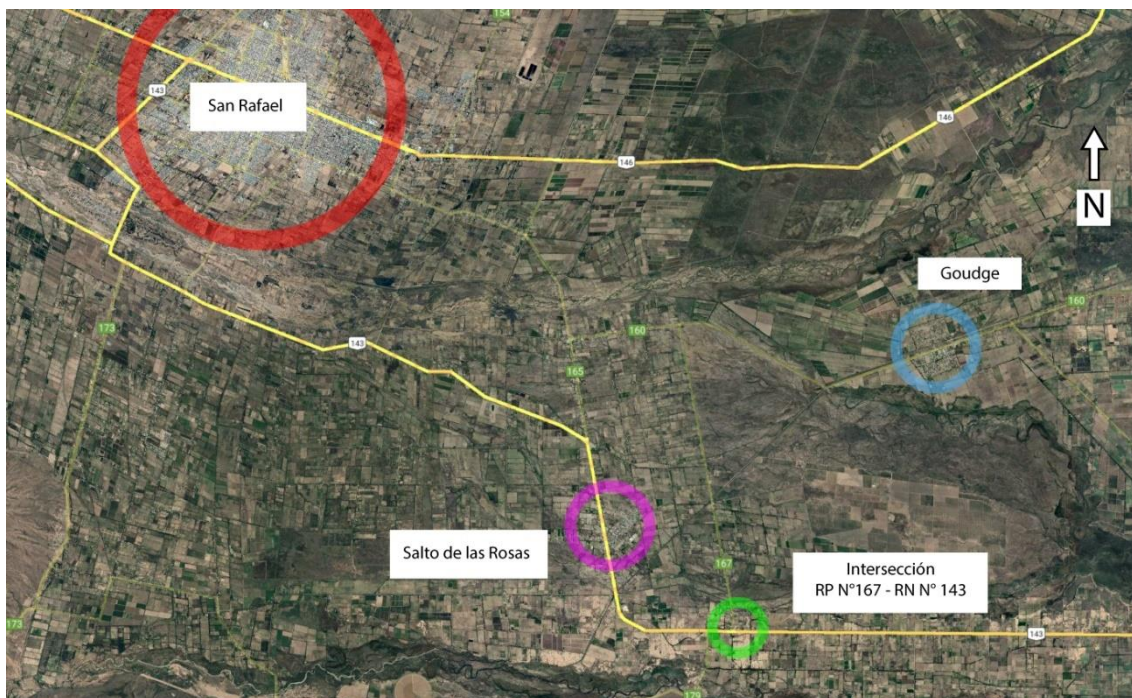 154
143
San Rafael
146
146
N
Goudge
160
173
143
160
165
Salto de las Rosas
167
Intersección
RP N°167 - RN N° 143
173
143
179